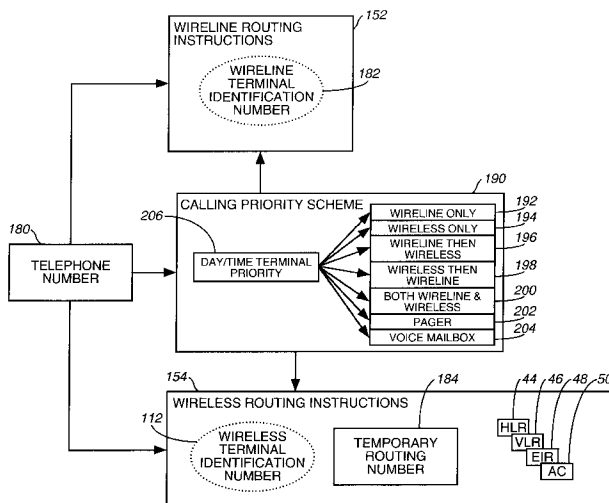 152
WIRELINE ROUTING
INSTRUCTIONS
WIRELINE
TERMINAL
IDENTIFICATION
NUMBER
182
190
CALLING PRIORITY SCHEME
206
DAY/TIME TERMINAL
PRIORITY
WIRELINE ONLY
192
WIRELESS ONLY
194
WIRELINE THEN
WIRELESS
196
WIRELESS THEN
WIRELINE
198
BOTH WIRELINE &
WIRELESS
200
PAGER
202
VOICE MAILBOX
204
180
TELEPHONE
NUMBER
154
WIRELESS ROUTING INSTRUCTIONS
112
WIRELESS
TERMINAL
IDENTIFICATION
NUMBER
184
TEMPORARY
ROUTING
NUMBER
44
46
48
50
HLR
VLR
EIR
AC